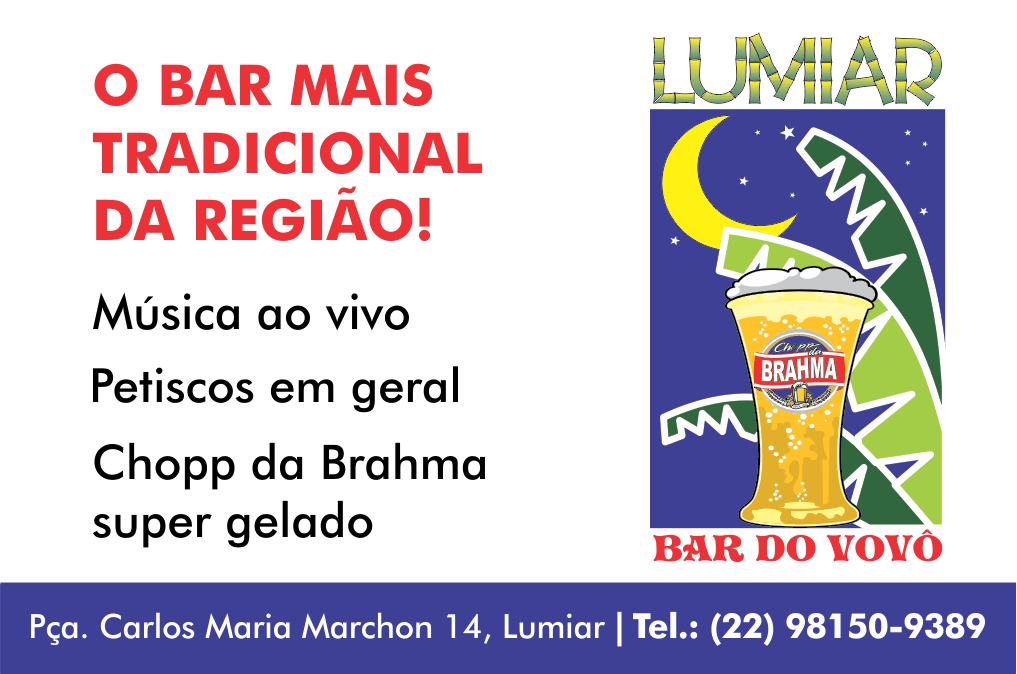 O BAR MAIS
TRADICIONAL
DA REGIÃO!
Música ao vivo
Petiscos em geral
Chopp da Brahma
super gelado
LUMIAR
Chopp
da
BRAHMA
BAR DO VOVÔ
Pça. Carlos Maria Marchon 14, Lumiar | Tel.: (22) 98150-9389